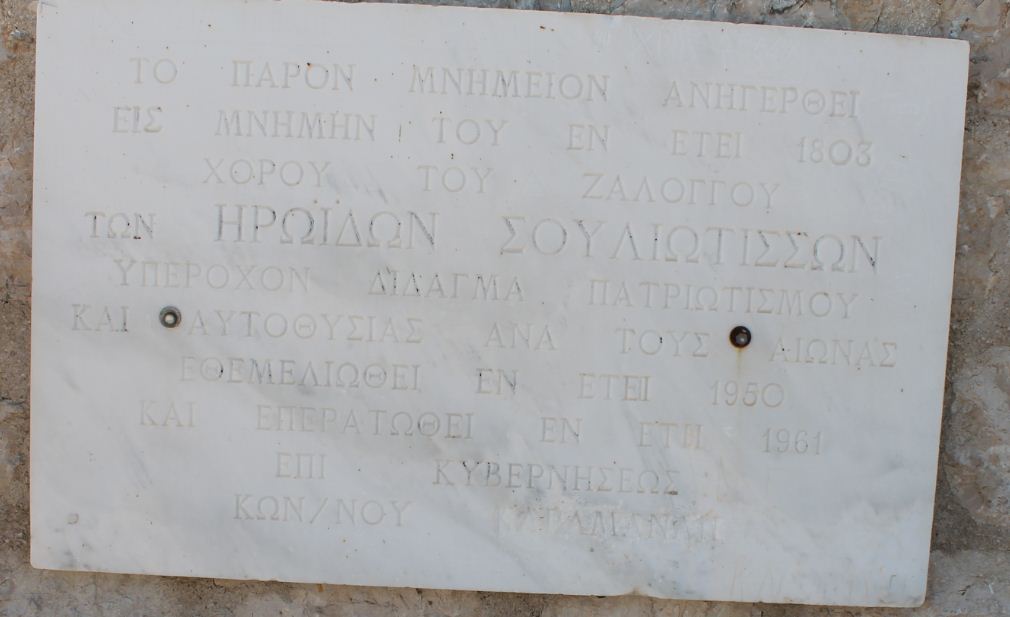 ΤΟ ΠΑΡΟΝ ΜΝΗΜΕΙΟΝ ΑΝΗΓΕΡΘΕΙ
ΕΙΣ ΜΝΗΜΗΝ ΤΟΥ ΕΝ ΕΤΕΙ 1803
ΧΟΡΟΥ ΤΟΥ ΖΑΛΟΓΓΟΥ
ΤΩΝ ΗΡΩΪΔΩΝ ΣΟΥΛΙΩΤΙΣΣΩΝ
ΥΠΕΡΟΧΟΝ ΔΙΔΑΓΜΑ ΠΑΤΡΙΩΤΙΣΜΟΥ
ΚΑΙ ΑΥΤΟΘΥΣΙΑΣ ΑΝΑ ΤΟΥΣ ΑΙΩΝΑΣ
ΕΘΕΜΕΛΙΩΘΕΙ ΕΝ ΕΤΕΙ 1950
ΚΑΙ ΕΠΕΡΑΤΩΘΕΙ ΕΝ ΕΤΕΙ 1961
ΕΠΙ ΚΥΒΕΡΝΗΣΕΩΣ
ΚΩΝ/ΝΟΥ